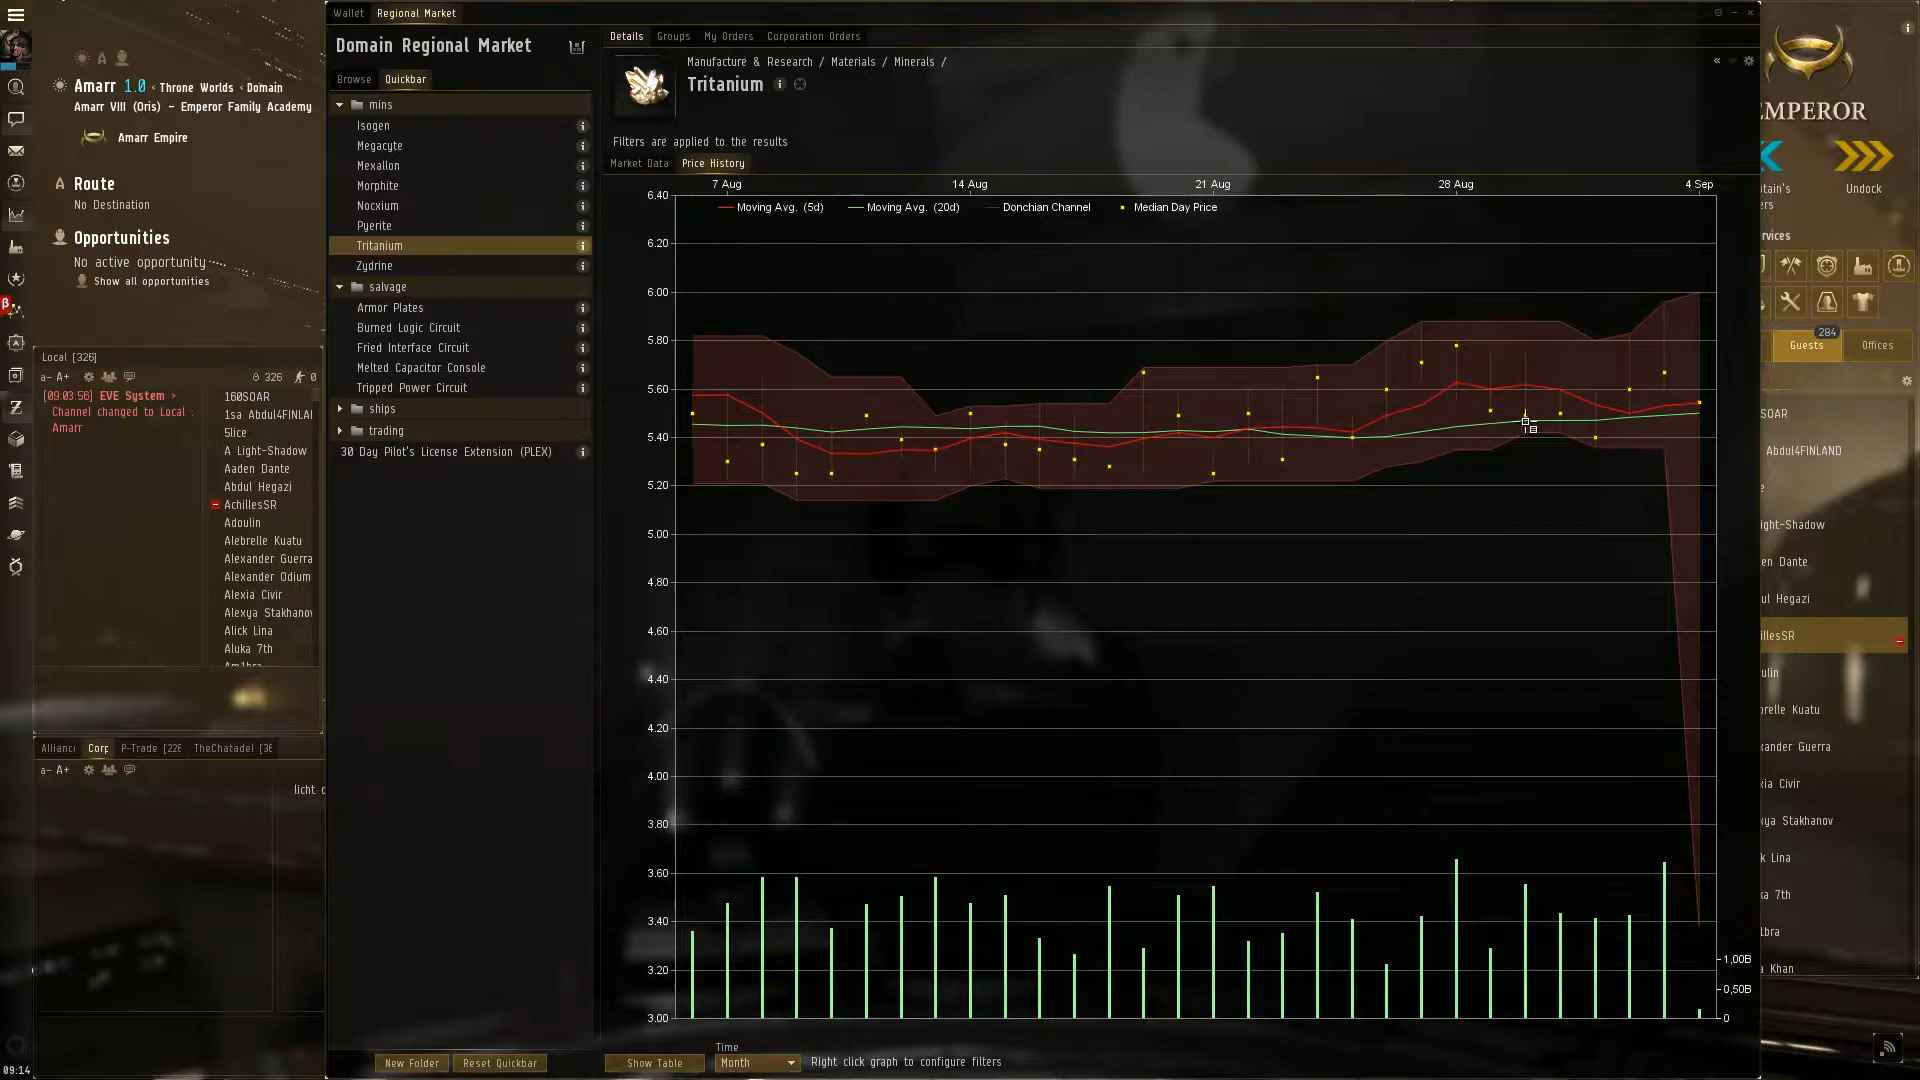 Wallet Regional Market
Domain Regional Market
Browse Quickbar
mins
Isogen
Megacyte
Mexallon
Morphite
Nocxium
Pyerite
Tritanium
Zydrine
salvage
Armor Plates
Burned Logic Circuit
Fried Interface Circuit
Melted Capacitor Console
Tripped Power Circuit
ships
trading
30 Day Pilot's License Extension (PLEX)
New Folder Reset Quickbar
Details Groups My Orders Corporation Orders
Manufacture & Research / Materials / Minerals /
Tritanium
Filters are applied to the results
Market Data Price History
7 Aug 14 Aug 21 Aug 28 Aug 4 Sep
Moving Avg. (5d) Moving Avg. (20d) Donchian Channel Median Day Price
6.40
6.20
6.00
5.80
5.60
5.40
5.20
5.00
4.80
4.60
4.40
4.20
4.00
3.80
3.60
3.40
3.20
3.00
1,00B
0,50B
0
Time
Show Table Month Right click graph to configure filters
Amarr 1.0 < Throne Worlds < Domain
Amarr VIII (Oris) - Emperor Family Academy
Amarr Empire
A Route
No Destination
Opportunities
No active opportunity
Show all opportunities
β
Z
Local [326]
a- A+ 326 0
[09:03:56] EVE System >
Channel changed to Local :
Amarr
160SOAR
1sa Abdul4FINLAI
5lice
A Light-Shadow
Aaden Dante
Abdul Hegazi
AchillesSR
Adoulin
Alebrelle Kuatu
Alexander Guerra
Alexander Odium
Alexia Civir
Alexya Stakhanov
Alick Lina
Aluka 7th
Am1bra
Alliance Corp P-Trade [226 TheChatadel [36
a- A+
licht c
09:14
EMPEROR
tain's
ers
Undock
rvices
284
Guests Offices
SOAR
Abdul4FINLAND
e
ight-Shadow
en Dante
ul Hegazi
illesSR
ulin
brelle Kuatu
xander Guerra
xia Civir
xya Stakhanov
k Lina
ka 7th
1bra
a Khan